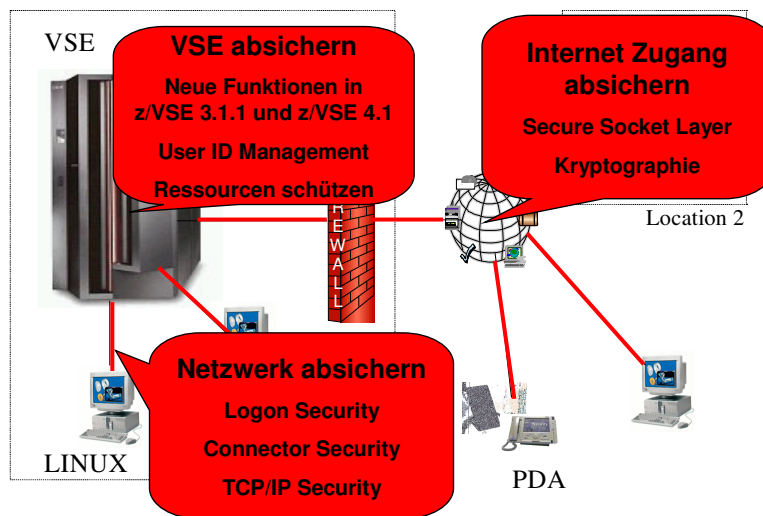 VSE
VSE absichern
Neue Funktionen in
z/VSE 3.1.1 und z/VSE 4.1
User ID Management
Ressourcen schützen
Internet Zugang
absichern
Secure Socket Layer
Kryptographie
Location 2
REWALL
Netzwerk absichern
Logon Security
Connector Security
TCP/IP Security
LINUX
PDA